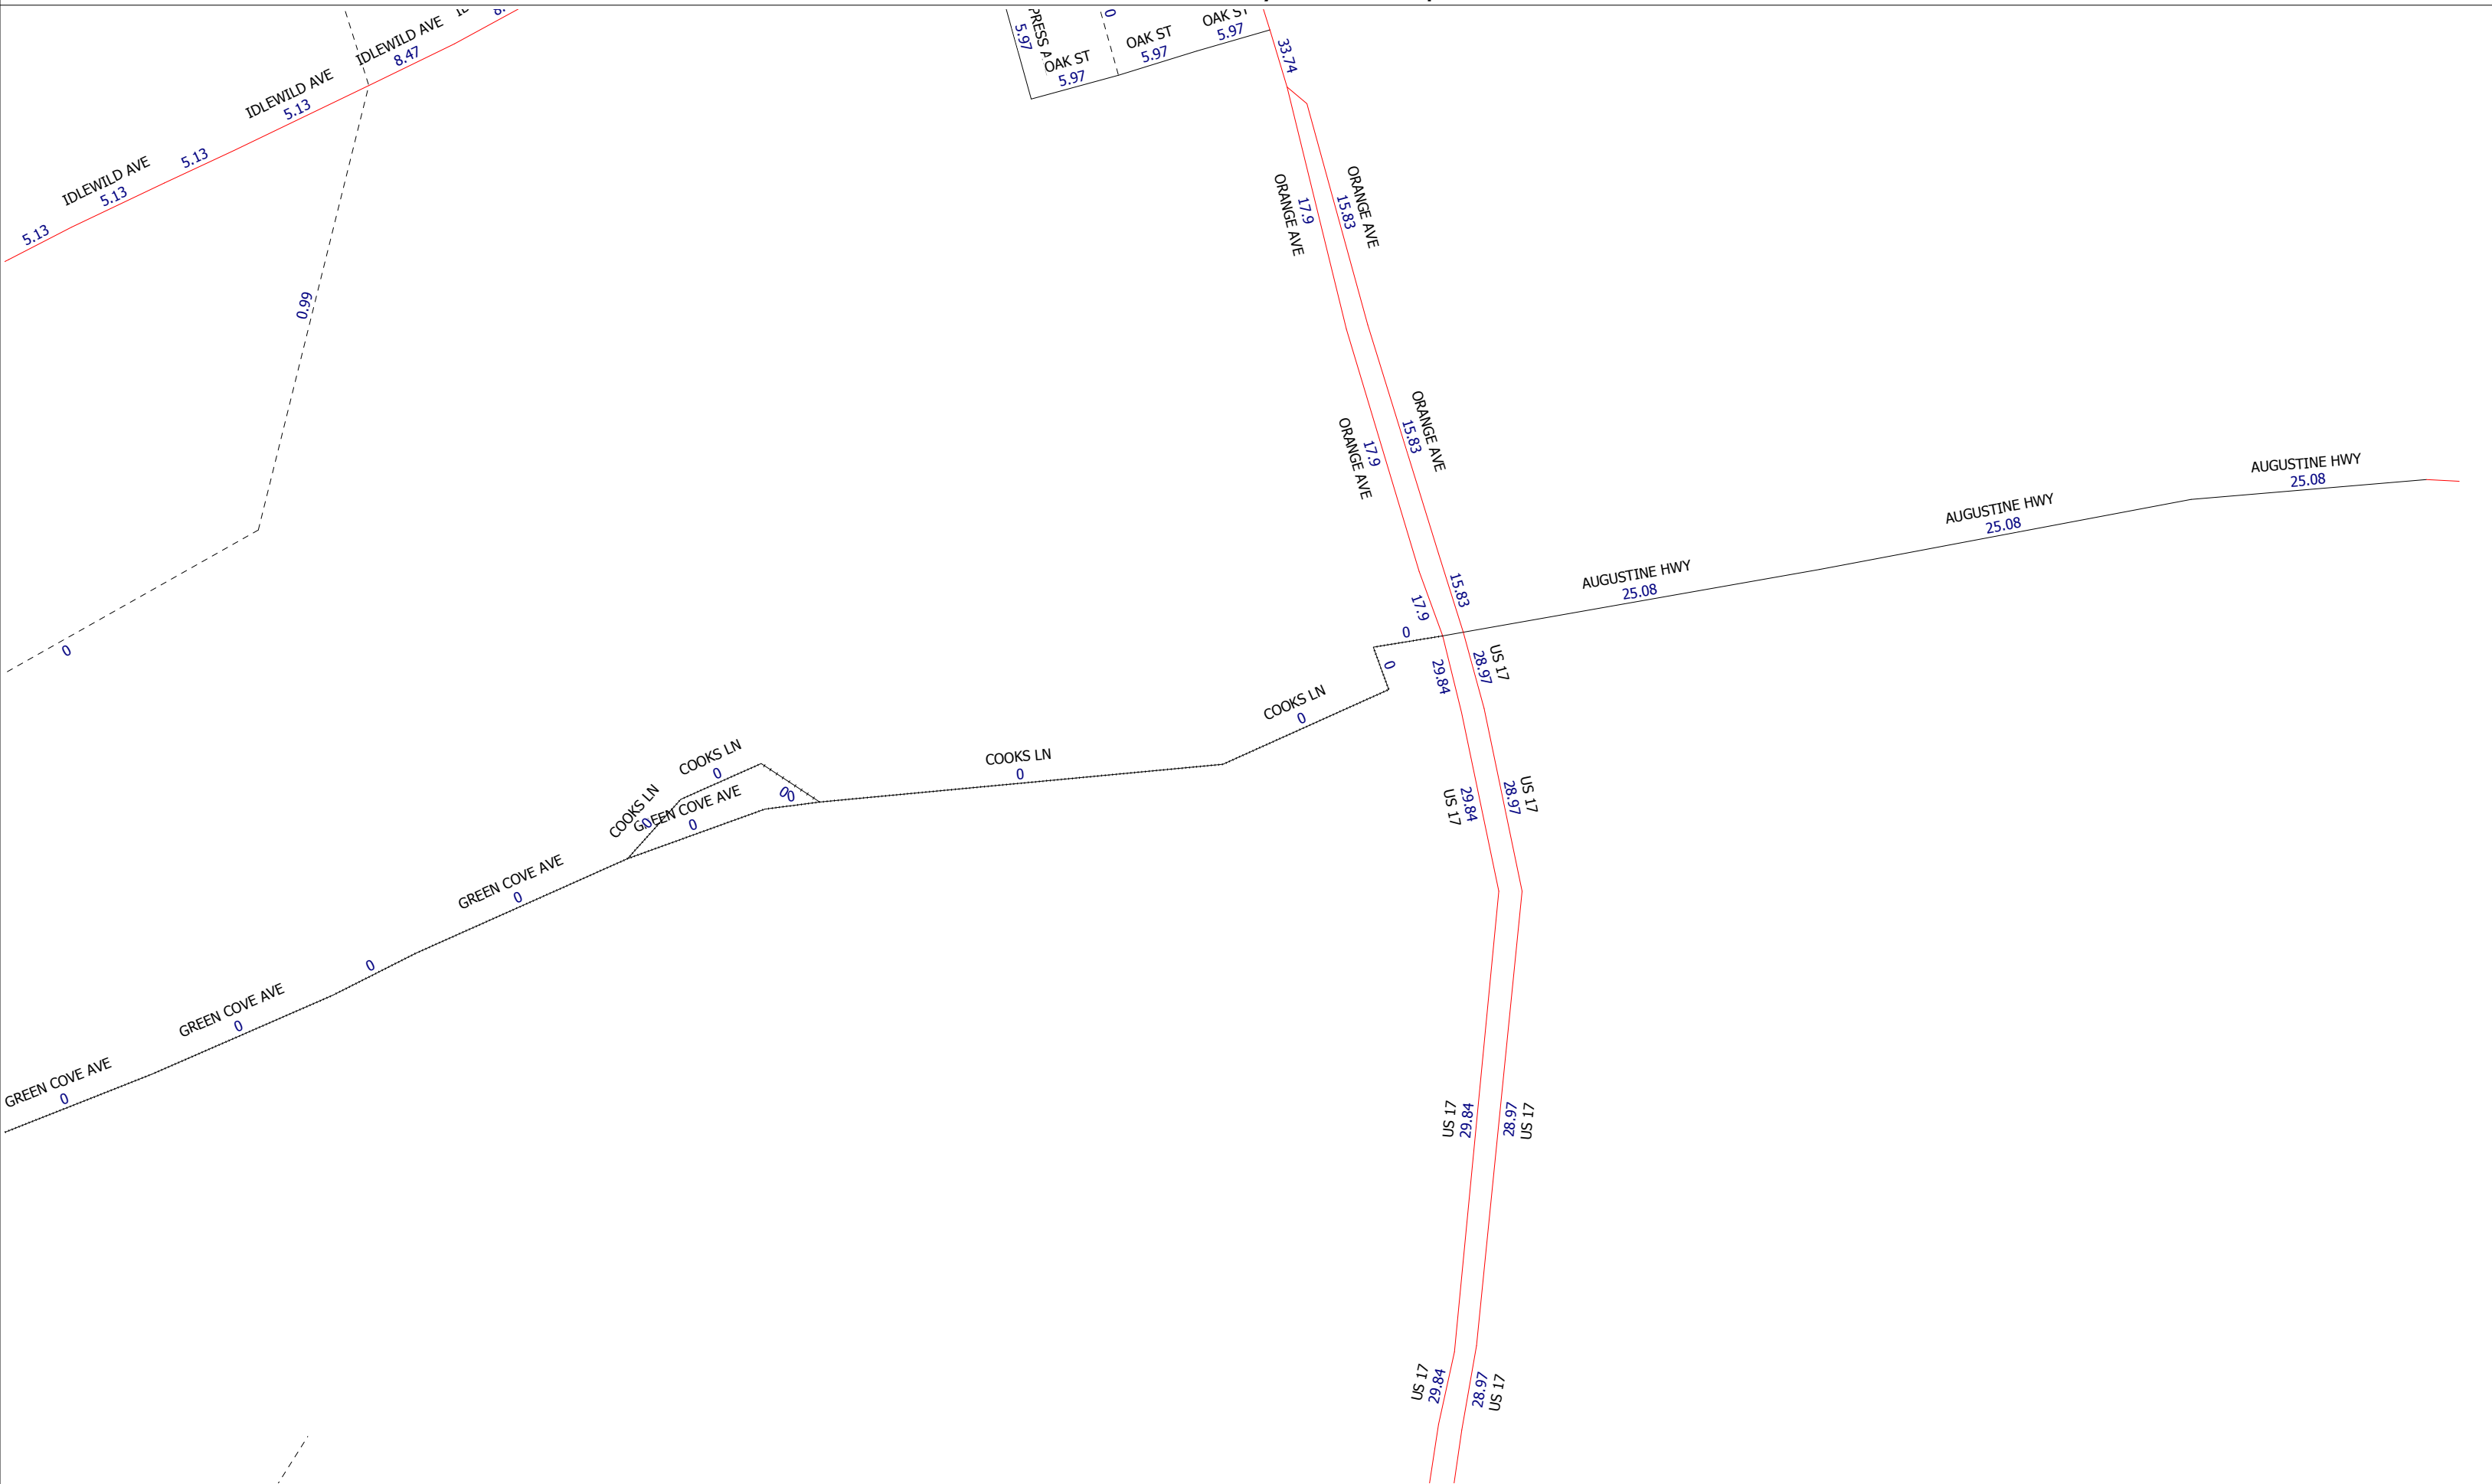 IDLEWILD AVE
8.47
IDLEWILD AVE
5.13
5.13
IDLEWILD AVE
5.13
5.13
0.99
0
5.97
0
OAK ST
5.97
OAK ST
5.97
OAK ST
5.97
33.74
ORANGE AVE
17.9
ORANGE AVE
15.83
ORANGE AVE
17.9
ORANGE AVE
15.83
17.9
15.83
AUGUSTINE HWY
25.08
AUGUSTINE HWY
25.08
AUGUSTINE HWY
25.08
0
0
29.84
28.97
US 17
COOKS LN
0
COOKS LN
0
COOKS LN
0
COOKS LN
0
GREEN COVE AVE
0
0
0
29.84
US 17
28.97
US 17
GREEN COVE AVE
0
0
GREEN COVE AVE
0
GREEN COVE AVE
0
US 17
29.84
28.97
US 17
US 17
29.84
28.97
US 17